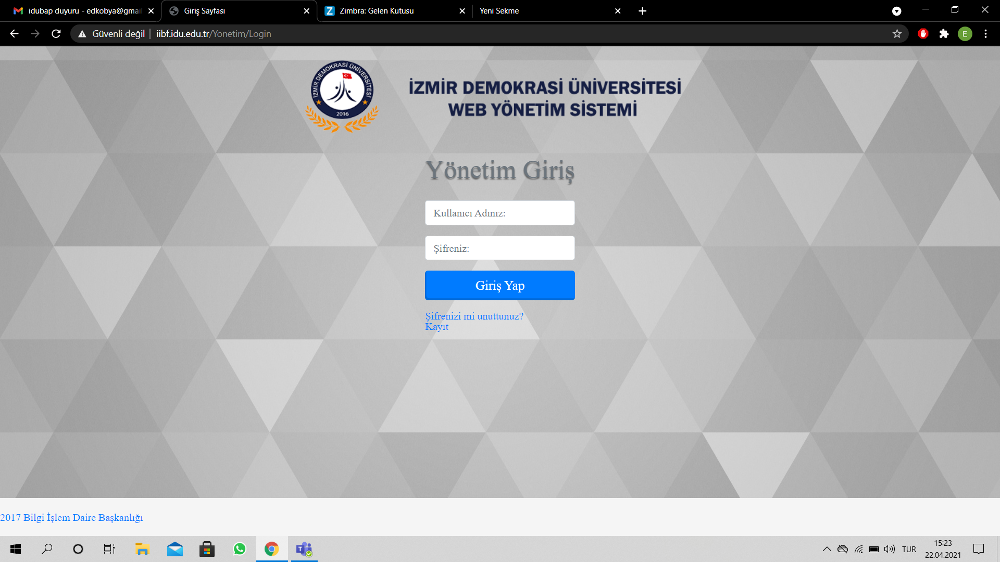 idubap duyuru - edkobya@gmail
Giriş Sayfası
Zimbra: Gelen Kutusu
Yeni Sekme
Güvenli değil
iibf.idu.edu.tr/Yonetim/Login
E
İZMİR DEMOKRASİ ÜNİVERSİTESİ
2016
İZMİR DEMOKRASİ ÜNİVERSİTESİ
WEB YÖNETİM SİSTEMİ
Yönetim Giriş
Kullanıcı Adınız:
Şifreniz:
Giriş Yap
Şifrenizi mi unuttunuz?
Kayıt
2017 Bilgi İşlem Daire Başkanlığı
TUR
15:23
22.04.2021